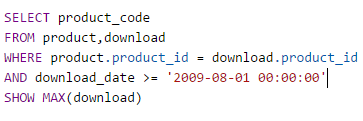 SELECT product_code
FROM product,download
WHERE product.product_id = download.product_id
AND download_date >= '2009-08-01 00:00:00'
SHOW MAX(download)